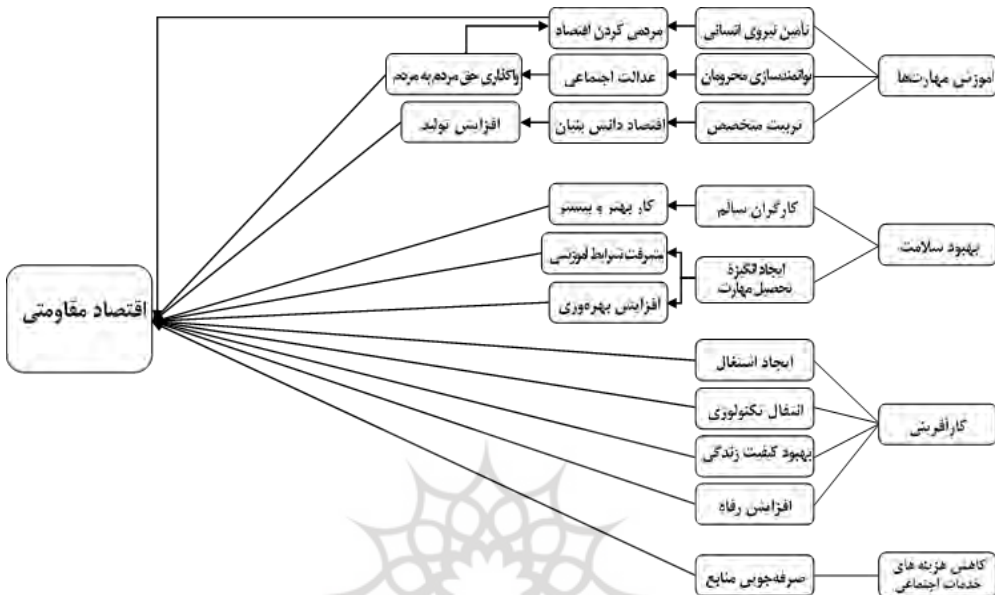 تأمین نیروی انسانی
مردمی کردن اقتصاد
آموزش مهارت‌ها
توانمندسازی محرومان
عدالت اجتماعی
واگذاری حق مردم به مردم
تربیت متخصص
اقتصاد دانش بنیان
افزایش تولید
بهبود سلامت
کارگران سالم
کار بهتر و بیشتر
ایجاد انگیزهٔ
تحصیل مهارت
پیشرفت شرایط آموزشی
افزایش بهره‌وری
اقتصاد مقاومتی
کارآفرینی
ایجاد اشتغال
انتقال تکنولوژی
بهبود کیفیت زندگی
افزایش رفاه
کاهش هزینه های
خدمات اجتماعی
صرفه‌جویی منابع